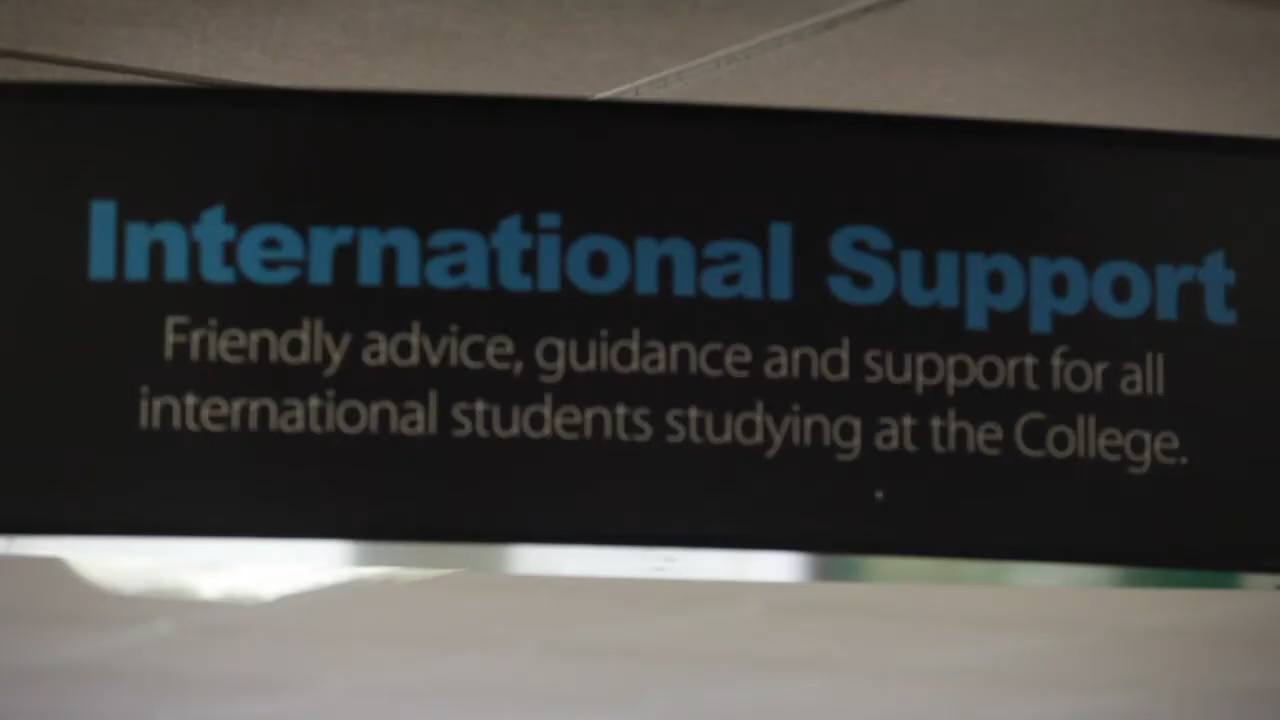 International Support
Friendly advice, guidance and support for all
international students studying at the College.